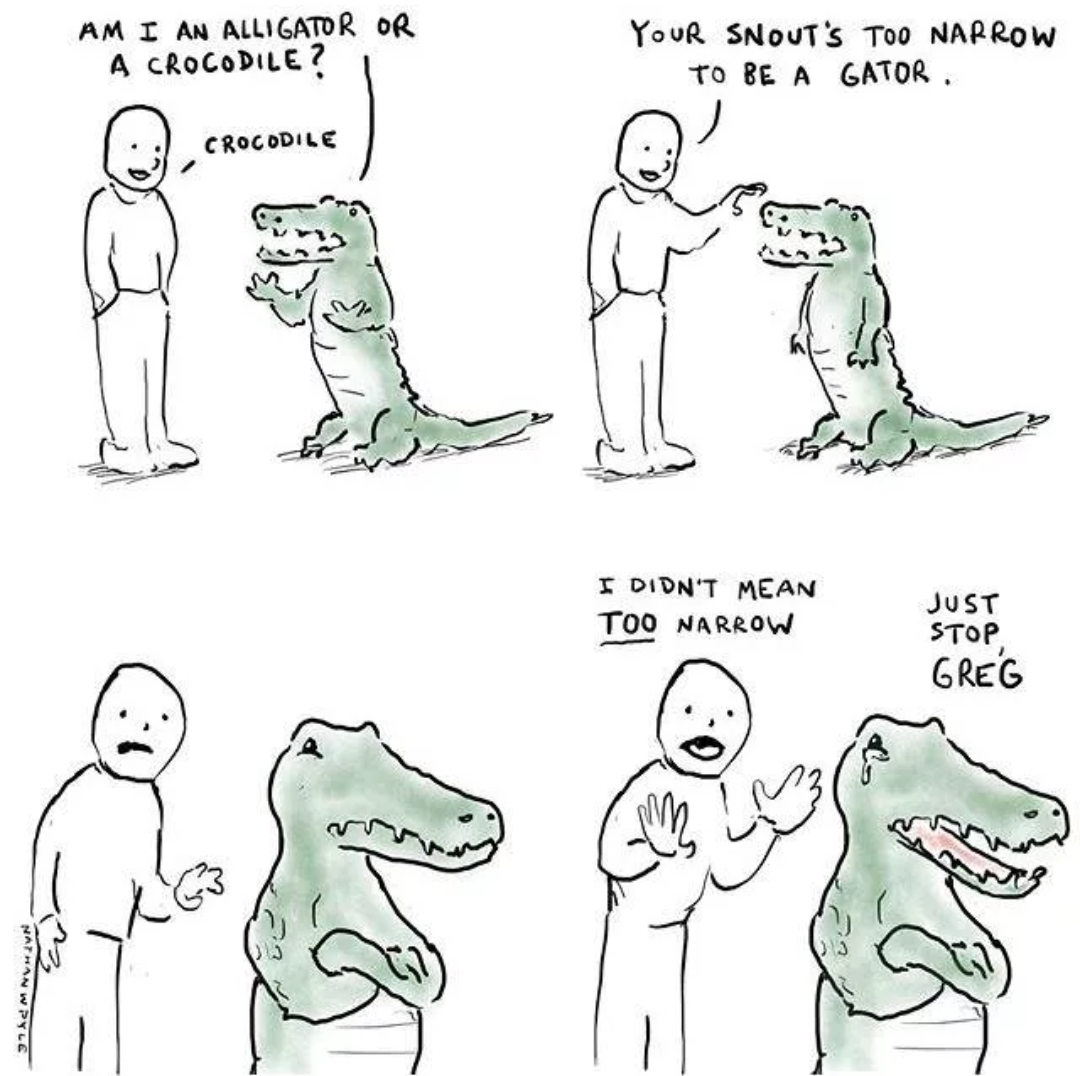 AM I AN ALLIGATOR OR
A CROCODILE?
CROCODILE
YOUR SNOUT'S TOO NARROW
TO BE A GATOR.
I DIDN'T MEAN
TOO NARROW
JUST
STOP,
GREG
NATHAN W PYLE